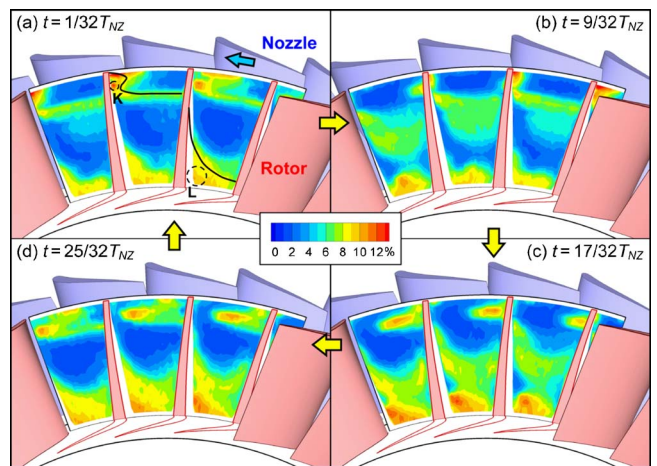 (a) t = 1/32T_NZ
Nozzle
(b) t = 9/32T_NZ
K
Rotor
L
0 2 4 6 8 10 12%
(d) t = 25/32T_NZ
(c) t = 17/32T_NZ